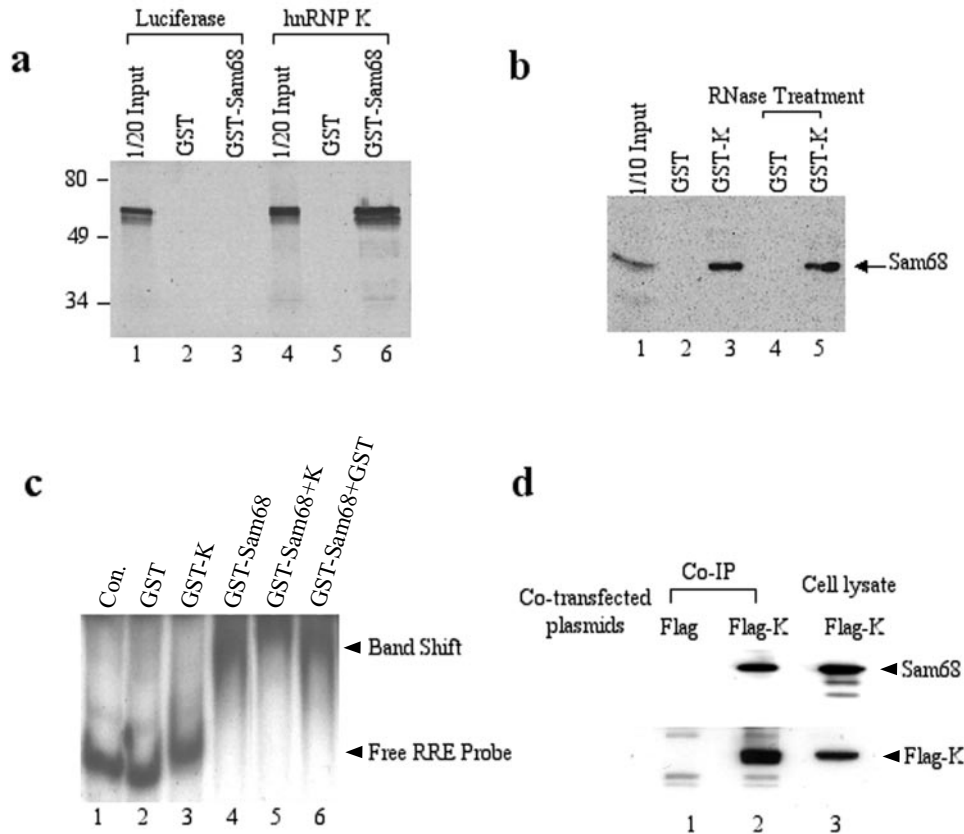 a
Luciferase hnRNP K
1/20 Input GST GST-Sam68 1/20 Input GST GST-Sam68
80
49
34
1 2 3 4 5 6
b
RNase Treatment
1/10 Input GST GST-K GST GST-K
Sam68
1 2 3 4 5
c
Con. GST GST-K GST-Sam68 GST-Sam68+K GST-Sam68+GST
Band Shift
Free RRE Probe
1 2 3 4 5 6
d
Co-transfected plasmids
Co-IP Cell lysate
Flag Flag-K Flag-K
Sam68
Flag-K
1 2 3